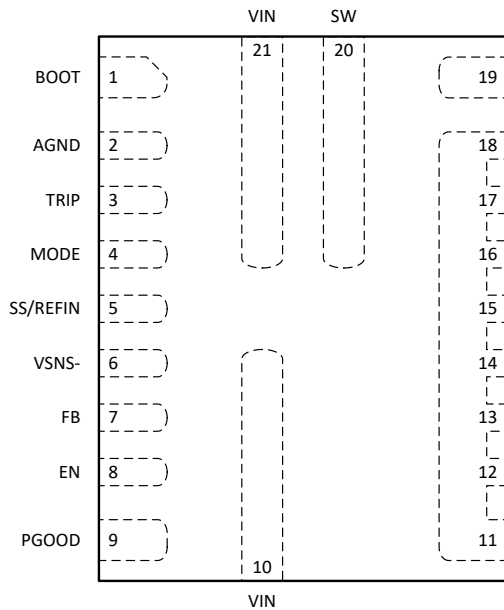 VIN SW
21 20
BOOT 1 19
AGND 2 18
TRIP 3 17
MODE 4 16
SS/REFIN 5 15
VSNS- 6 14
FB 7 13
EN 8 12
PGOOD 9 11
10
VIN